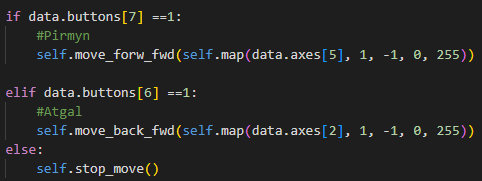 if data.buttons[7] ==1:
    #Pirmyn
    self.move_forw_fwd(self.map(data.axes[5], 1, -1, 0, 255))

elif data.buttons[6] ==1:
    #Atgal
    self.move_back_fwd(self.map(data.axes[2], 1, -1, 0, 255))
else:
    self.stop_move()